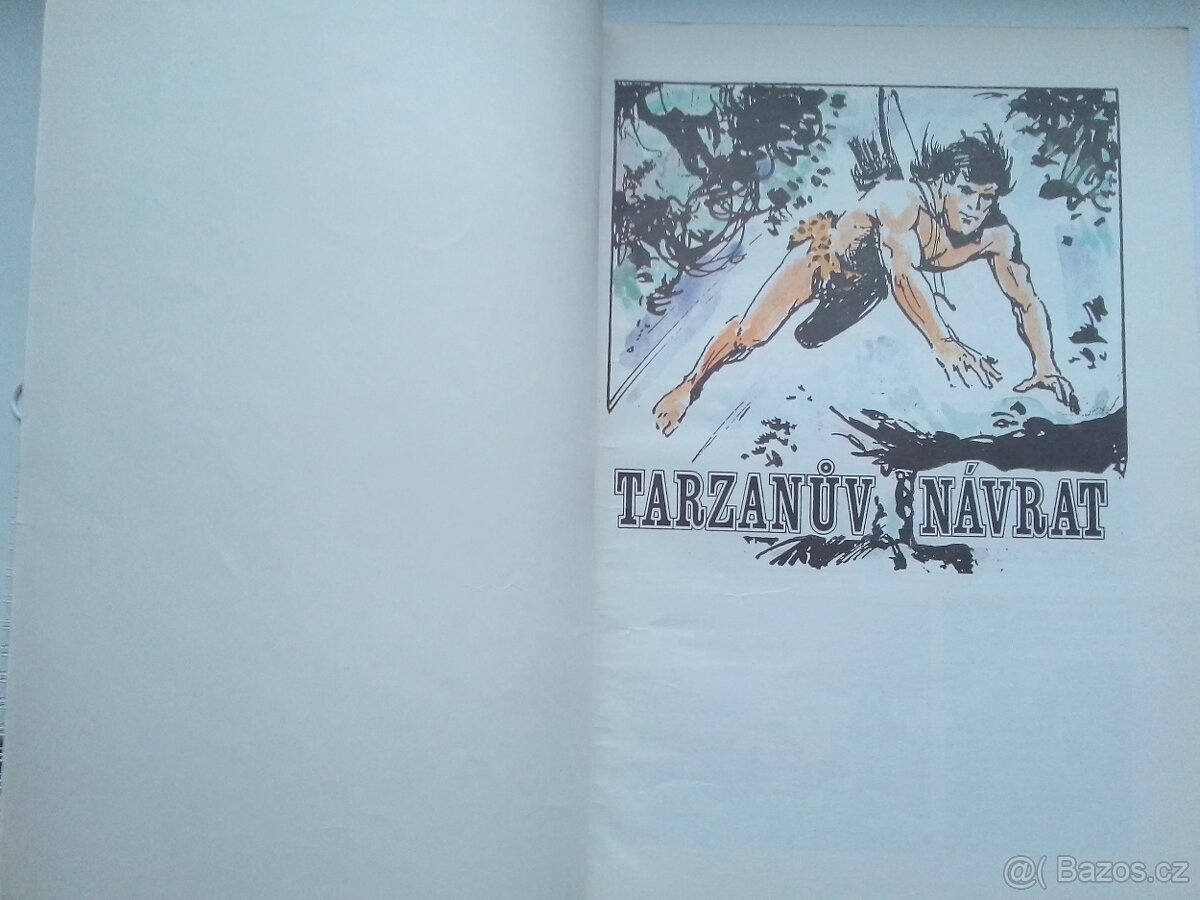 TARZANŮV NÁVRAT
@( Bazos.cz